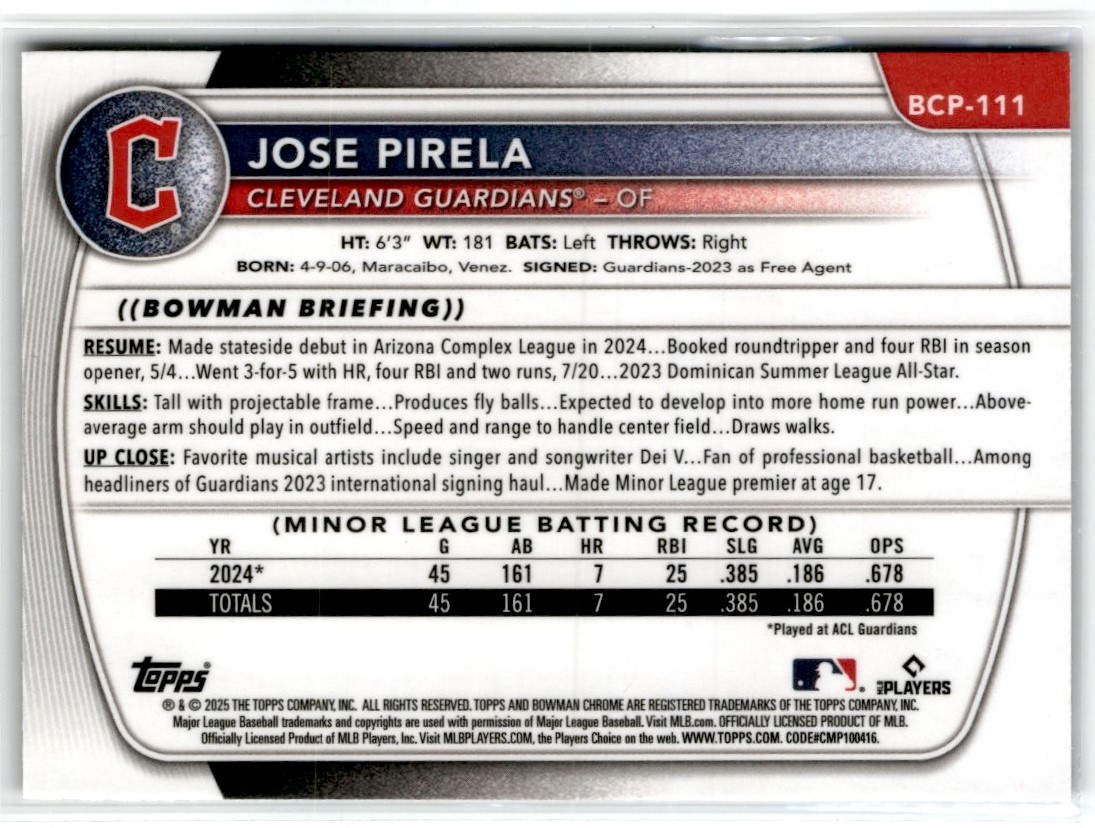 BCP-111
C
JOSE PIRELA
CLEVELAND GUARDIANS® – OF
HT: 6'3" WT: 181 BATS: Left THROWS: Right
BORN: 4-9-06, Maracaibo, Venez. SIGNED: Guardians-2023 as Free Agent
((BOWMAN BRIEFING))
RESUME: Made stateside debut in Arizona Complex League in 2024...Booked roundtripper and four RBI in season
opener, 5/4...Went 3-for-5 with HR, four RBI and two runs, 7/20...2023 Dominican Summer League All-Star.
SKILLS: Tall with projectable frame...Produces fly balls...Expected to develop into more home run power...Above-
average arm should play in outfield...Speed and range to handle center field...Draws walks.
UP CLOSE: Favorite musical artists include singer and songwriter Dei V...Fan of professional basketball...Among
headliners of Guardians 2023 international signing haul...Made Minor League premier at age 17.
(MINOR LEAGUE BATTING RECORD)
YR G AB HR RBI SLG AVG OPS
2024* 45 161 7 25 .385 .186 .678
TOTALS 45 161 7 25 .385 .186 .678
*Played at ACL Guardians
Topps®
MLB PLAYERS
® & © 2025 THE TOPPS COMPANY, INC. ALL RIGHTS RESERVED. TOPPS AND BOWMAN CHROME ARE REGISTERED TRADEMARKS OF THE TOPPS COMPANY, INC.
Major League Baseball trademarks and copyrights are used with permission of Major League Baseball. Visit MLB.com. OFFICIALLY LICENSED PRODUCT OF MLB.
Officially Licensed Product of MLB Players, Inc. Visit MLBPLAYERS.COM, the Players Choice on the web. WWW.TOPPS.COM. CODE#CMP100416.